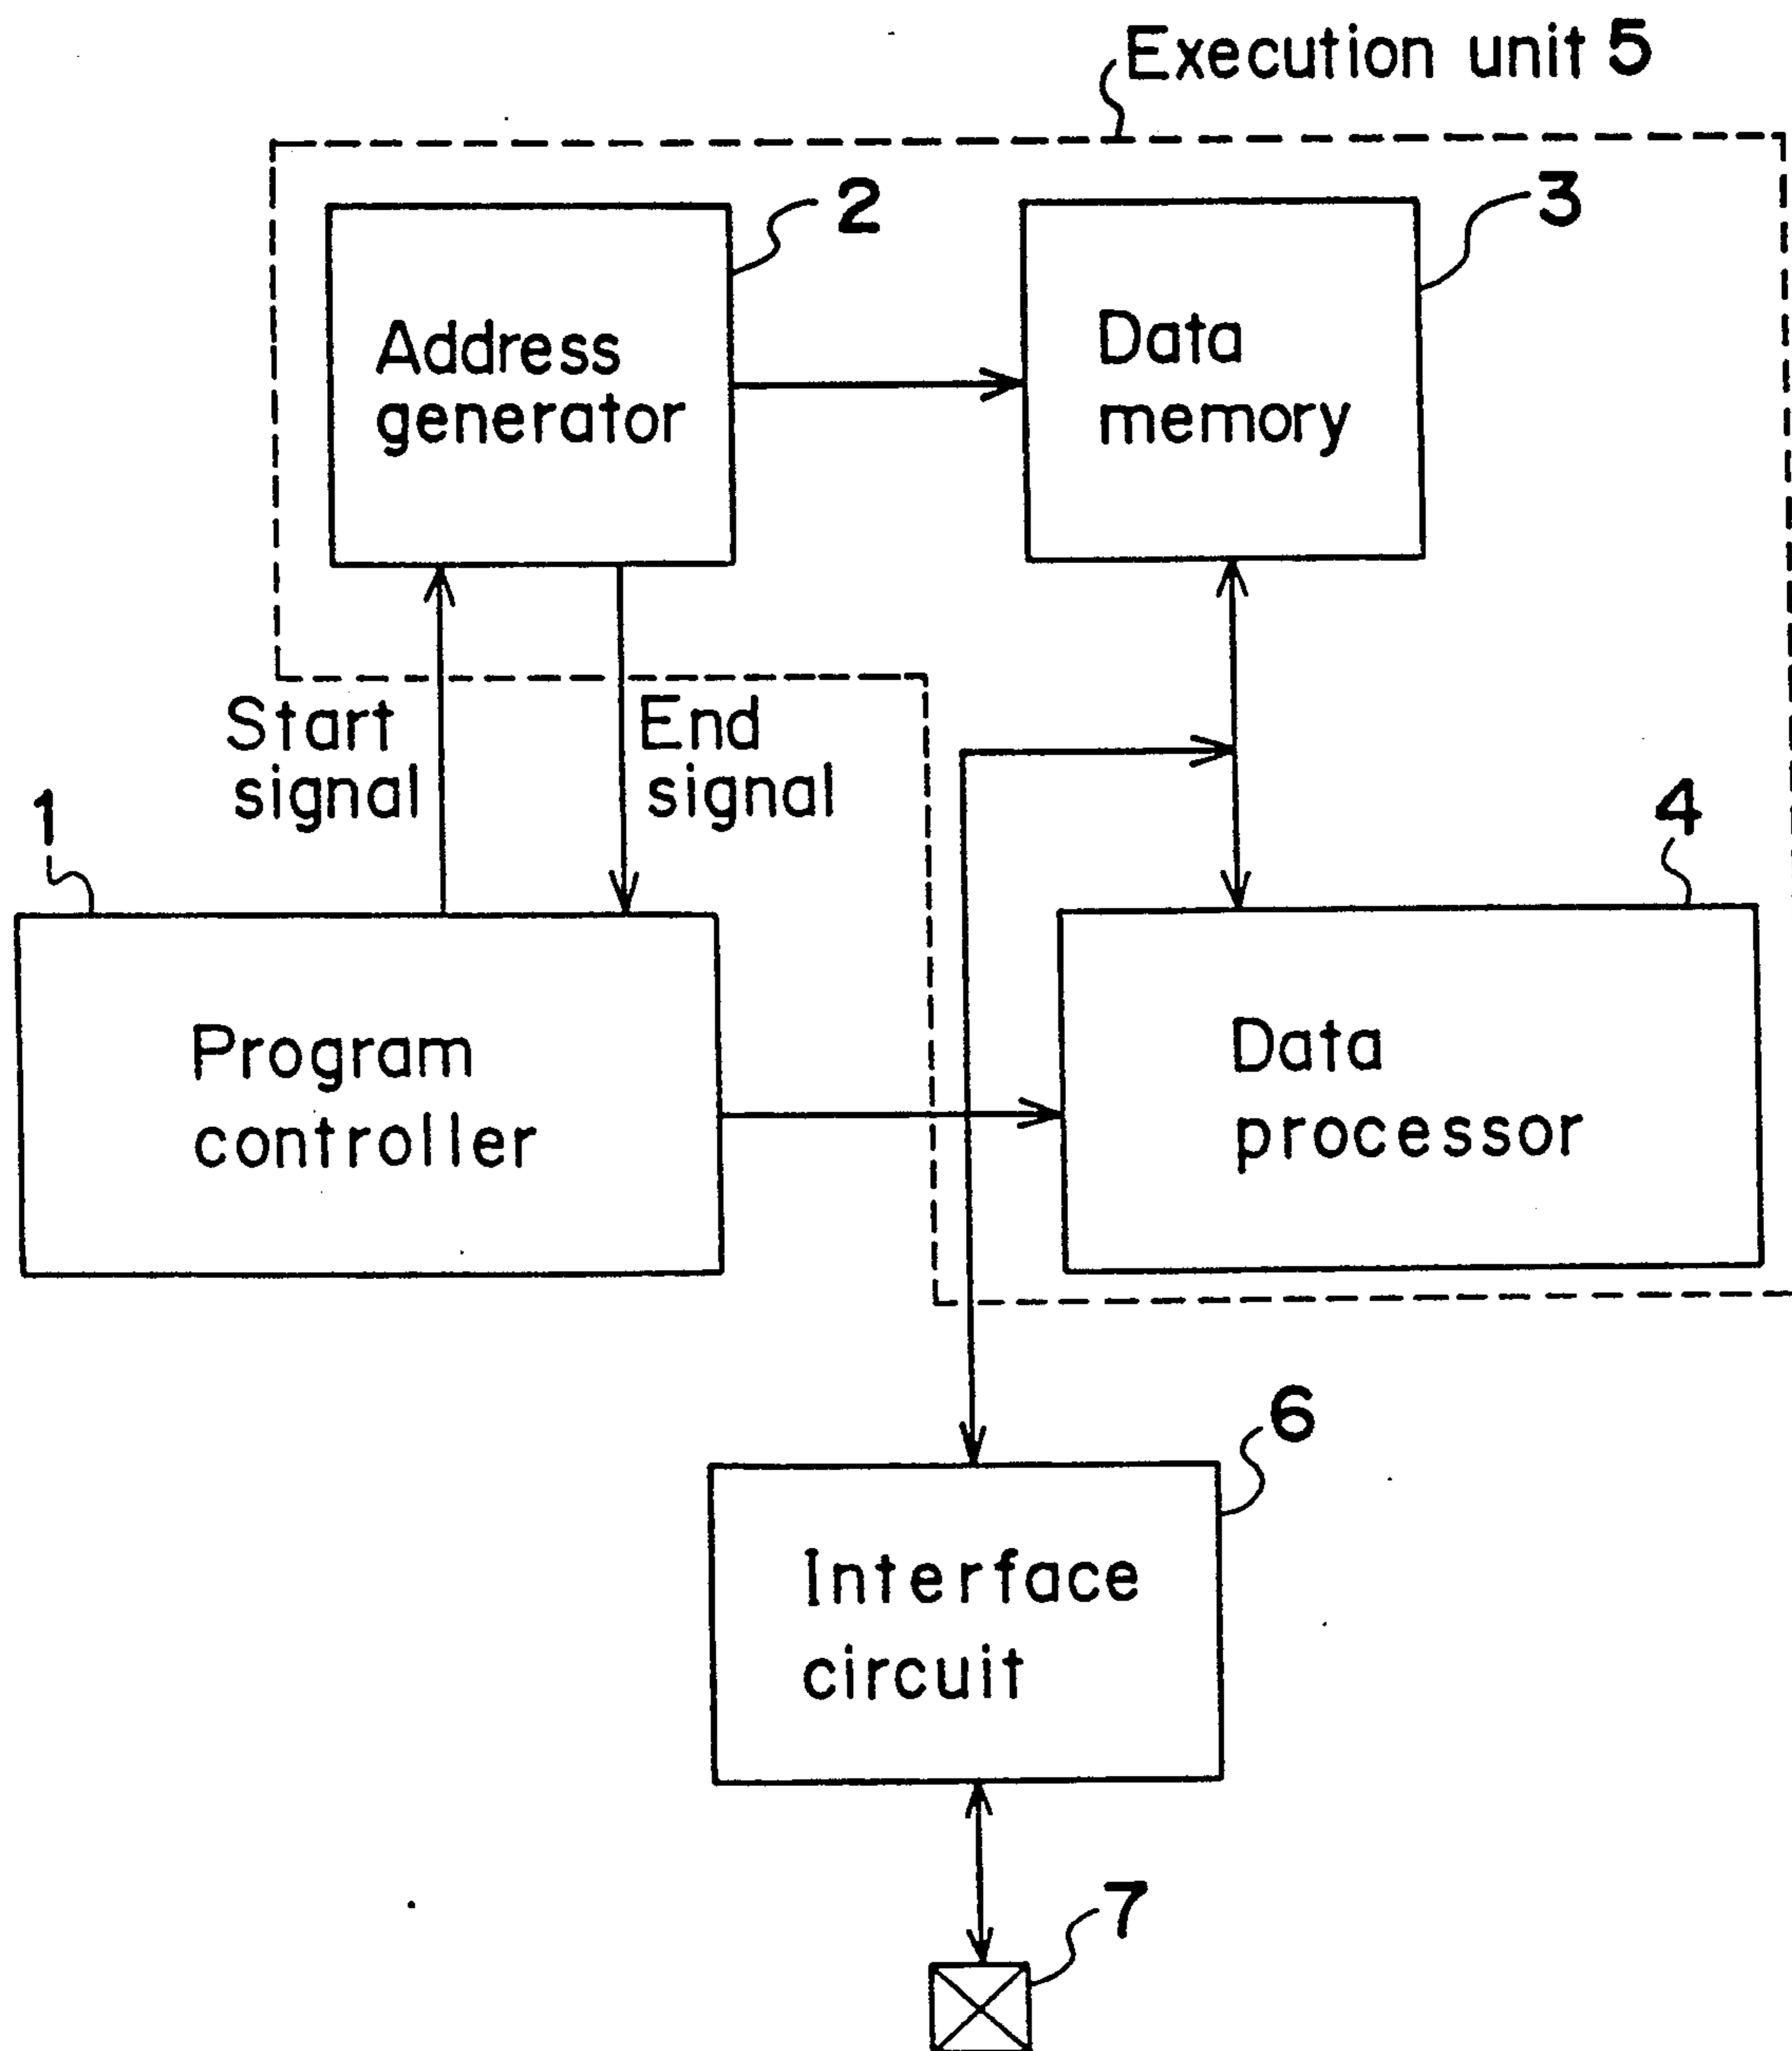 Execution unit 5
2
3
Address
generator
Data
memory
Start
signal
End
signal
1
4
Program
controller
Data
processor
6
Interface
circuit
7